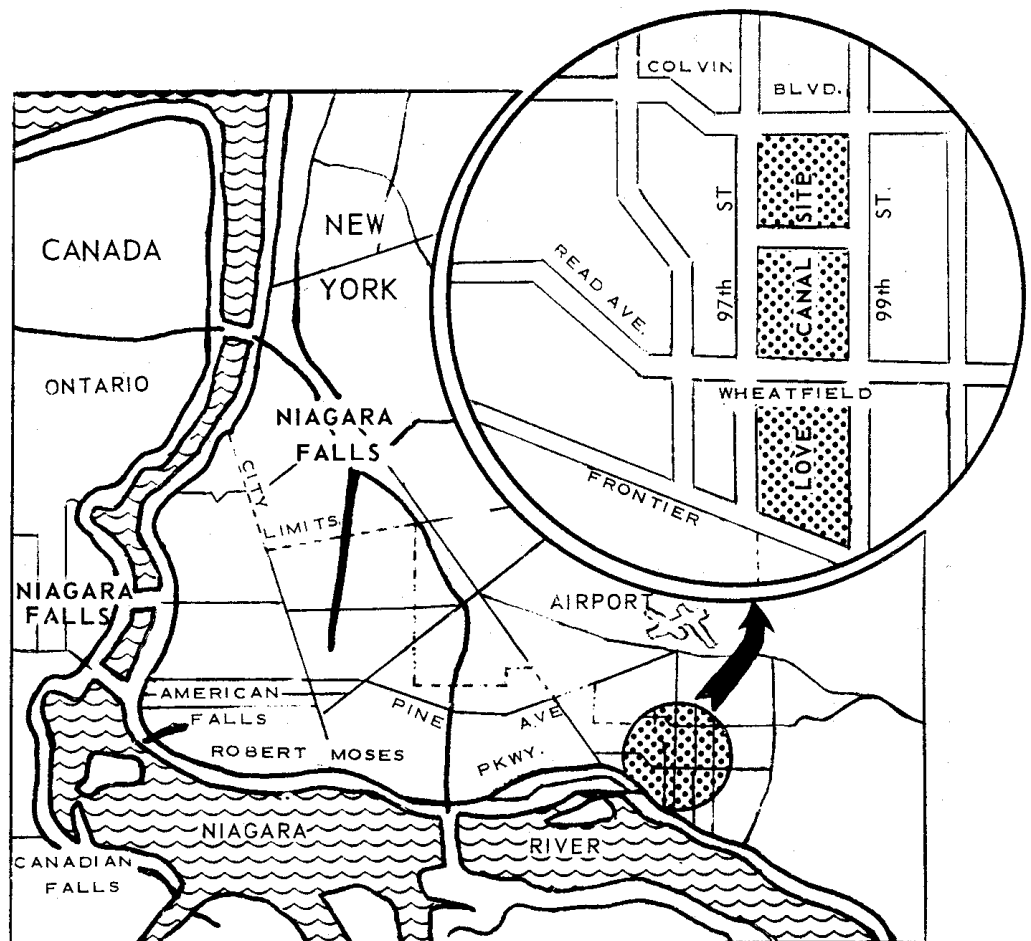 COLVIN
BLVD.
97th ST
99th ST.
LOVE CANAL SITE
READ AVE.
WHEATFIELD
FRONTIER
CANADA
NEW
YORK
ONTARIO
NIAGARA
FALLS
CITY
LIMITS
NIAGARA
FALLS
AIRPORT
AMERICAN
FALLS
PINE AVE
ROBERT MOSES PKWY.
NIAGARA RIVER
CANADIAN
FALLS